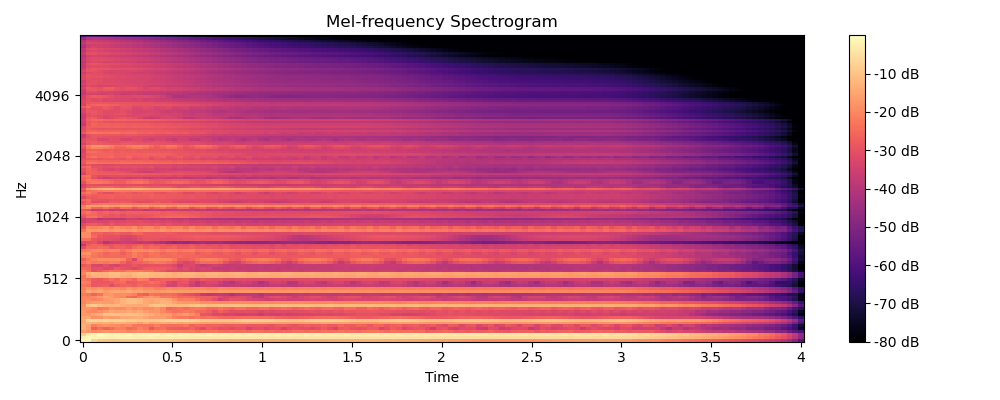 Mel-frequency Spectrogram
Hz
4096
2048
1024
512
0
0
0.5
1
1.5
2
2.5
3
3.5
4
Time
-10 dB
-20 dB
-30 dB
-40 dB
-50 dB
-60 dB
-70 dB
-80 dB